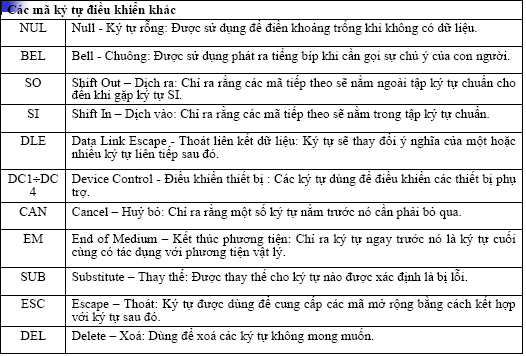 Các mã ký tự điều khiển khác
NUL Null - Ký tự rỗng: Được sử dụng để điền khoảng trống khi không có dữ liệu.
BEL Bell - Chuông: Được sử dụng phát ra tiếng bíp khi cần gọi sự chú ý của con người.
SO Shift Out – Dịch ra: Chỉ ra rằng các mã tiếp theo sẽ nằm ngoài tập ký tự chuẩn cho
đến khi gặp ký tự SI.
SI Shift In – Dịch vào: Chỉ ra rằng các mã tiếp theo sẽ nằm trong tập ký tự chuẩn.
DLE Data Link Escape - Thoát liên kết dữ liệu: Ký tự sẽ thay đổi ý nghĩa của một hoặc
nhiều ký tự liên tiếp sau đó.
DC1÷DC Device Control - Điều khiển thiết bị : Các ký tự dùng để điều khiển các thiết bị phụ
4 trợ.
CAN Cancel – Huỷ bỏ: Chỉ ra rằng một số ký tự nằm trước nó cần phải bỏ qua.
EM End of Medium – Kết thúc phương tiện: Chỉ ra ký tự ngay trước nó là ký tự cuối
cùng có tác dụng với phương tiện vật lý.
SUB Substitute – Thay thế: Được thay thế cho ký tự nào được xác định là bị lỗi.
ESC Escape – Thoát: Ký tự được dùng để cung cấp các mã mở rộng bằng cách kết hợp
với ký tự sau đó.
DEL Delete – Xoá: Dùng để xoá các ký tự không mong muốn.